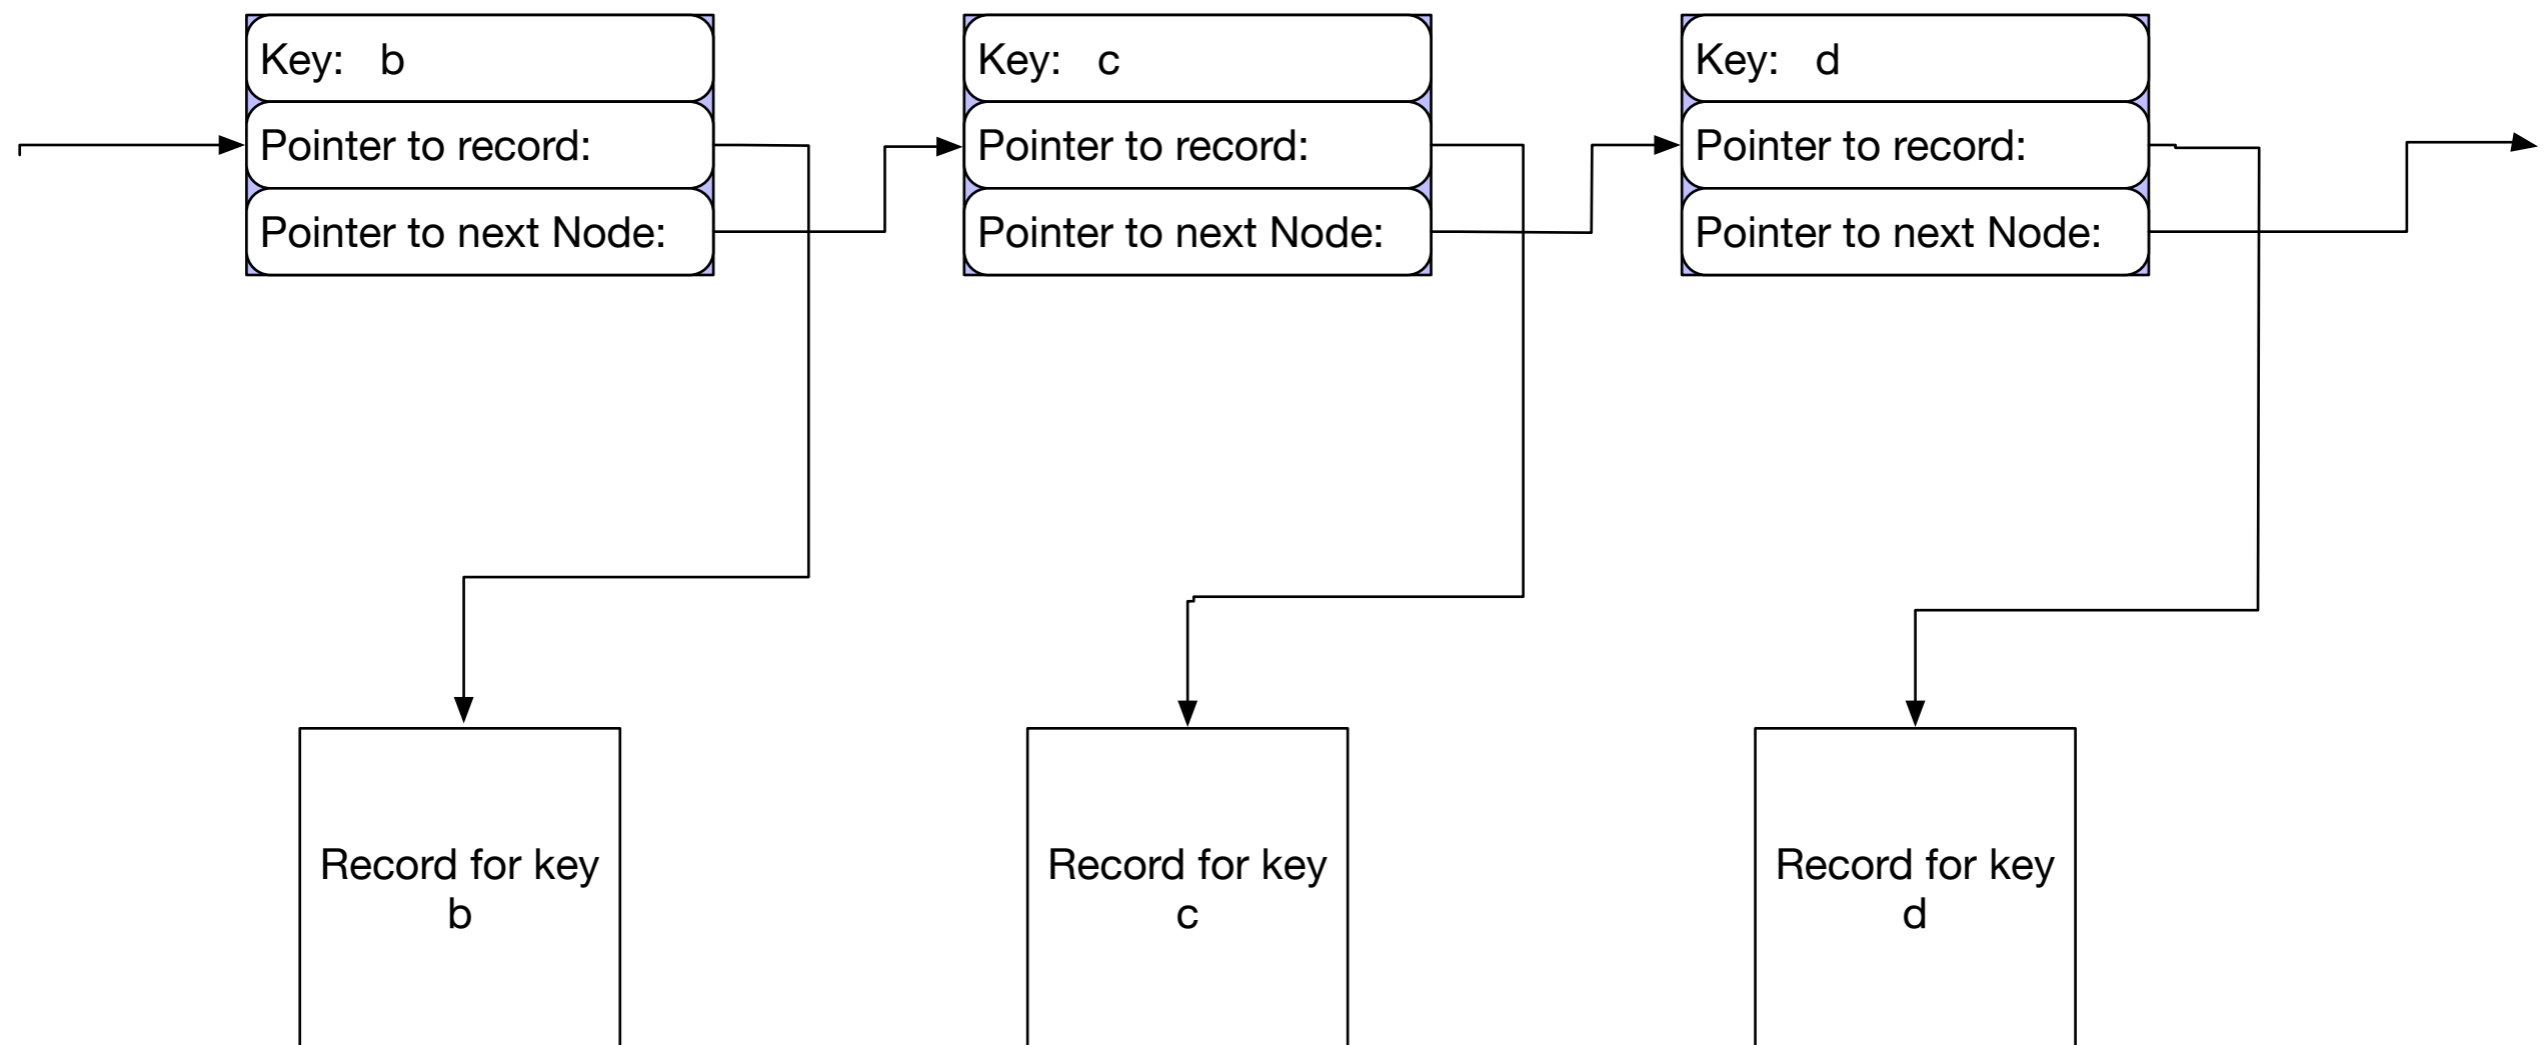 Key: b
Pointer to record:
Pointer to next Node:
Key: c
Pointer to record:
Pointer to next Node:
Key: d
Pointer to record:
Pointer to next Node:
Record for key
b
Record for key
c
Record for key
d